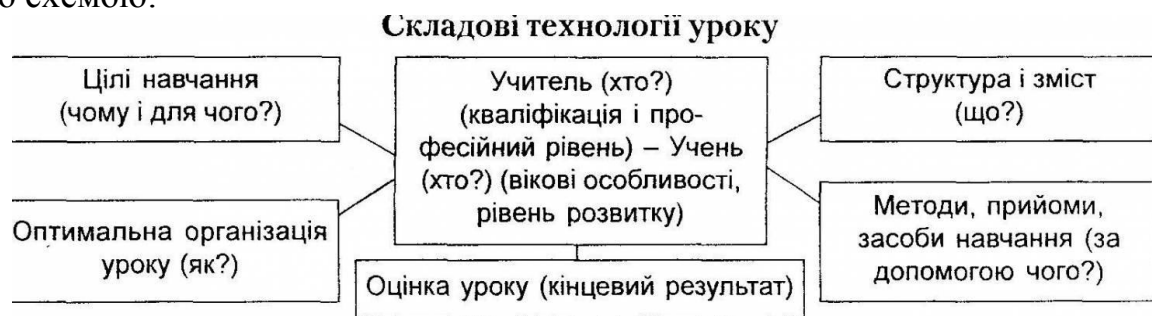 о схемою:
Складові технології уроку
Цілі навчання
(чому і для чого?)
Учитель (хто?)
(кваліфікація і про-
фесійний рівень) – Учень
(хто?) (вікові особливості,
рівень розвитку)
Структура і зміст
(що?)
Оптимальна організація
уроку (як?)
Методи, прийоми,
засоби навчання (за
допомогою чого?)
Оцінка уроку (кінцевий результат)